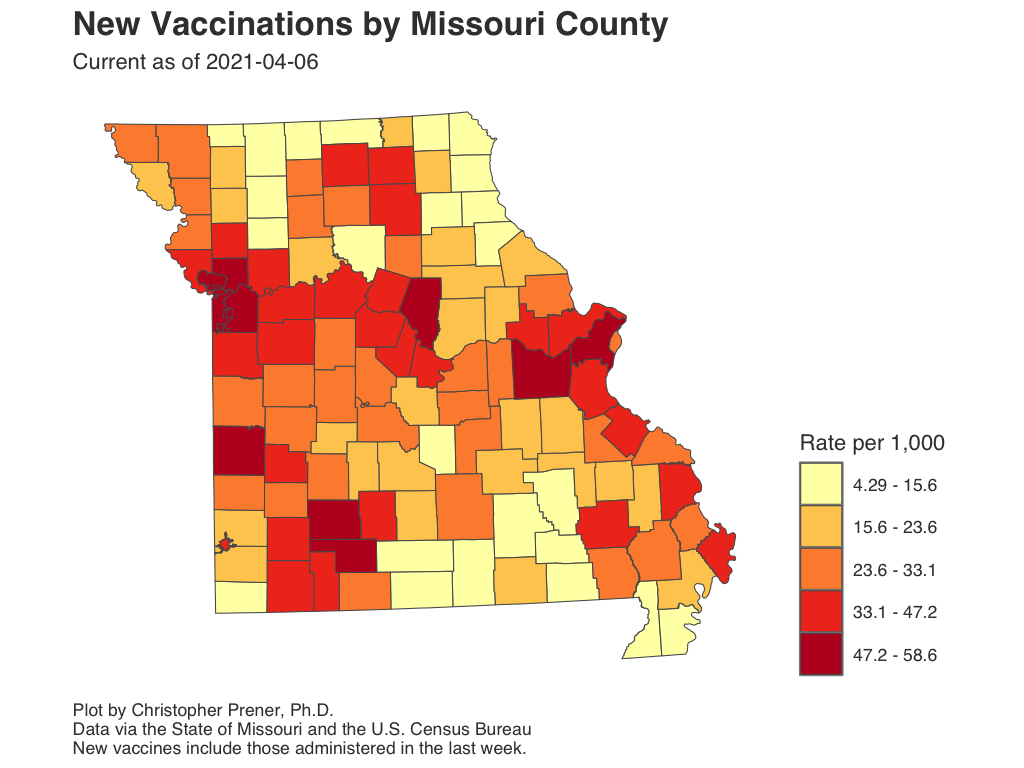 New Vaccinations by Missouri County
Current as of 2021-04-06
Rate per 1,000
4.29 - 15.6
15.6 - 23.6
23.6 - 33.1
33.1 - 47.2
47.2 - 58.6
Plot by Christopher Prener, Ph.D.
Data via the State of Missouri and the U.S. Census Bureau
New vaccines include those administered in the last week.